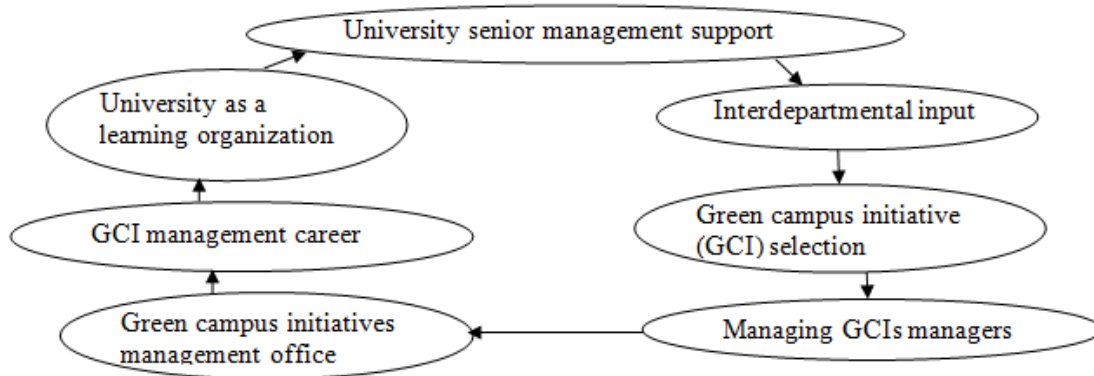 University senior management support
Interdepartmental input
Green campus initiative
(GCI) selection
Managing GCIs managers
Green campus initiatives
management office
GCI management career
University as a
learning organization